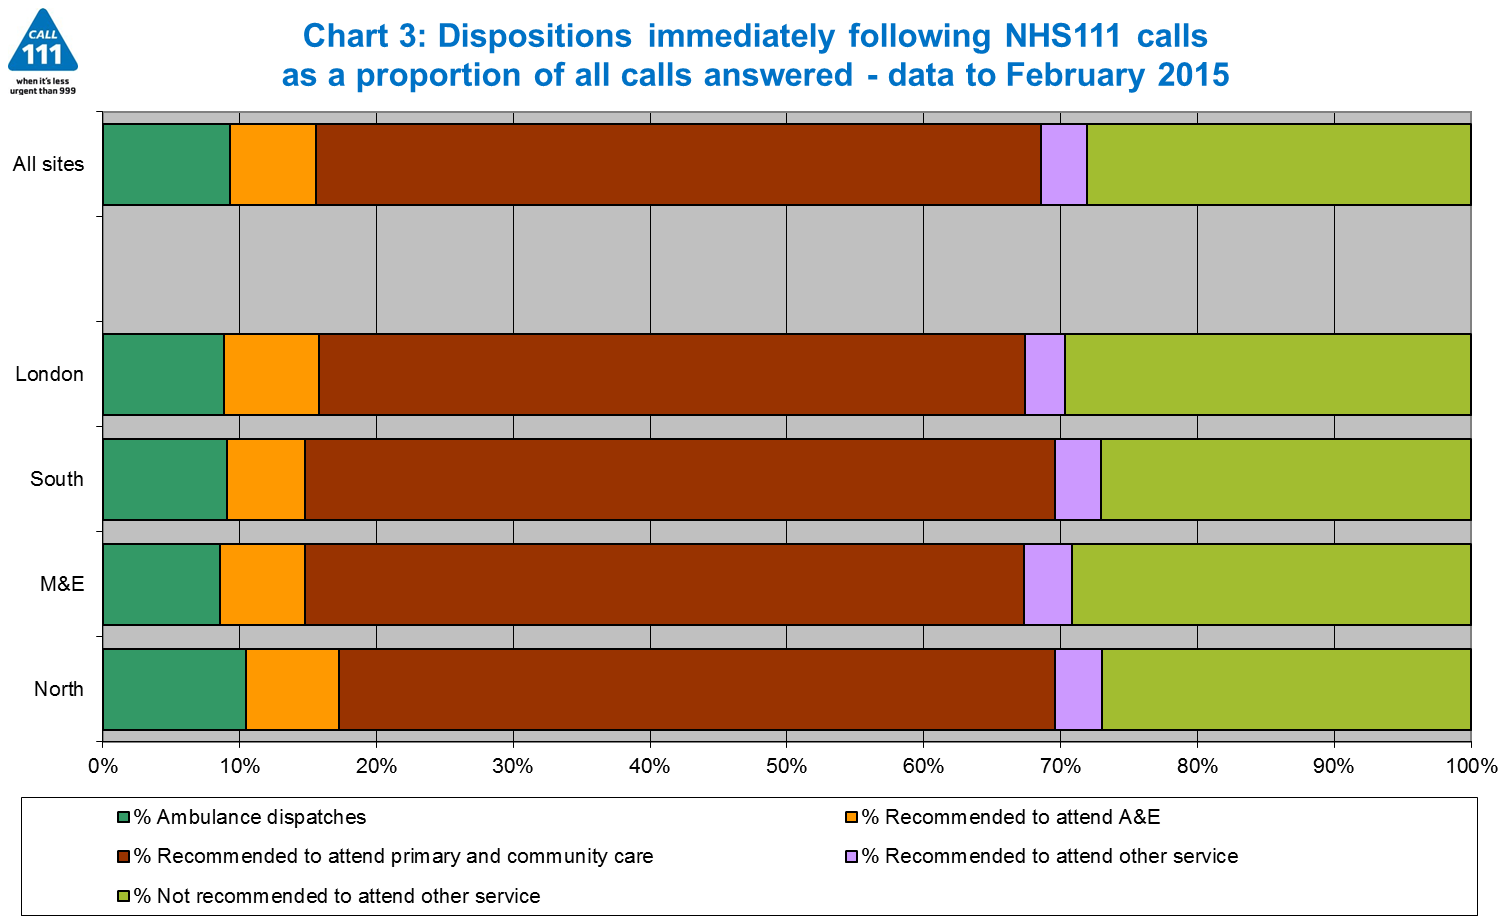 CALL
111
when it's less
urgent than 999
Chart 3: Dispositions immediately following NHS111 calls
as a proportion of all calls answered - data to February 2015
All sites
London
South
M&E
North
0% 10% 20% 30% 40% 50% 60% 70% 80% 90% 100%
% Ambulance dispatches % Recommended to attend A&E
% Recommended to attend primary and community care % Recommended to attend other service
% Not recommended to attend other service